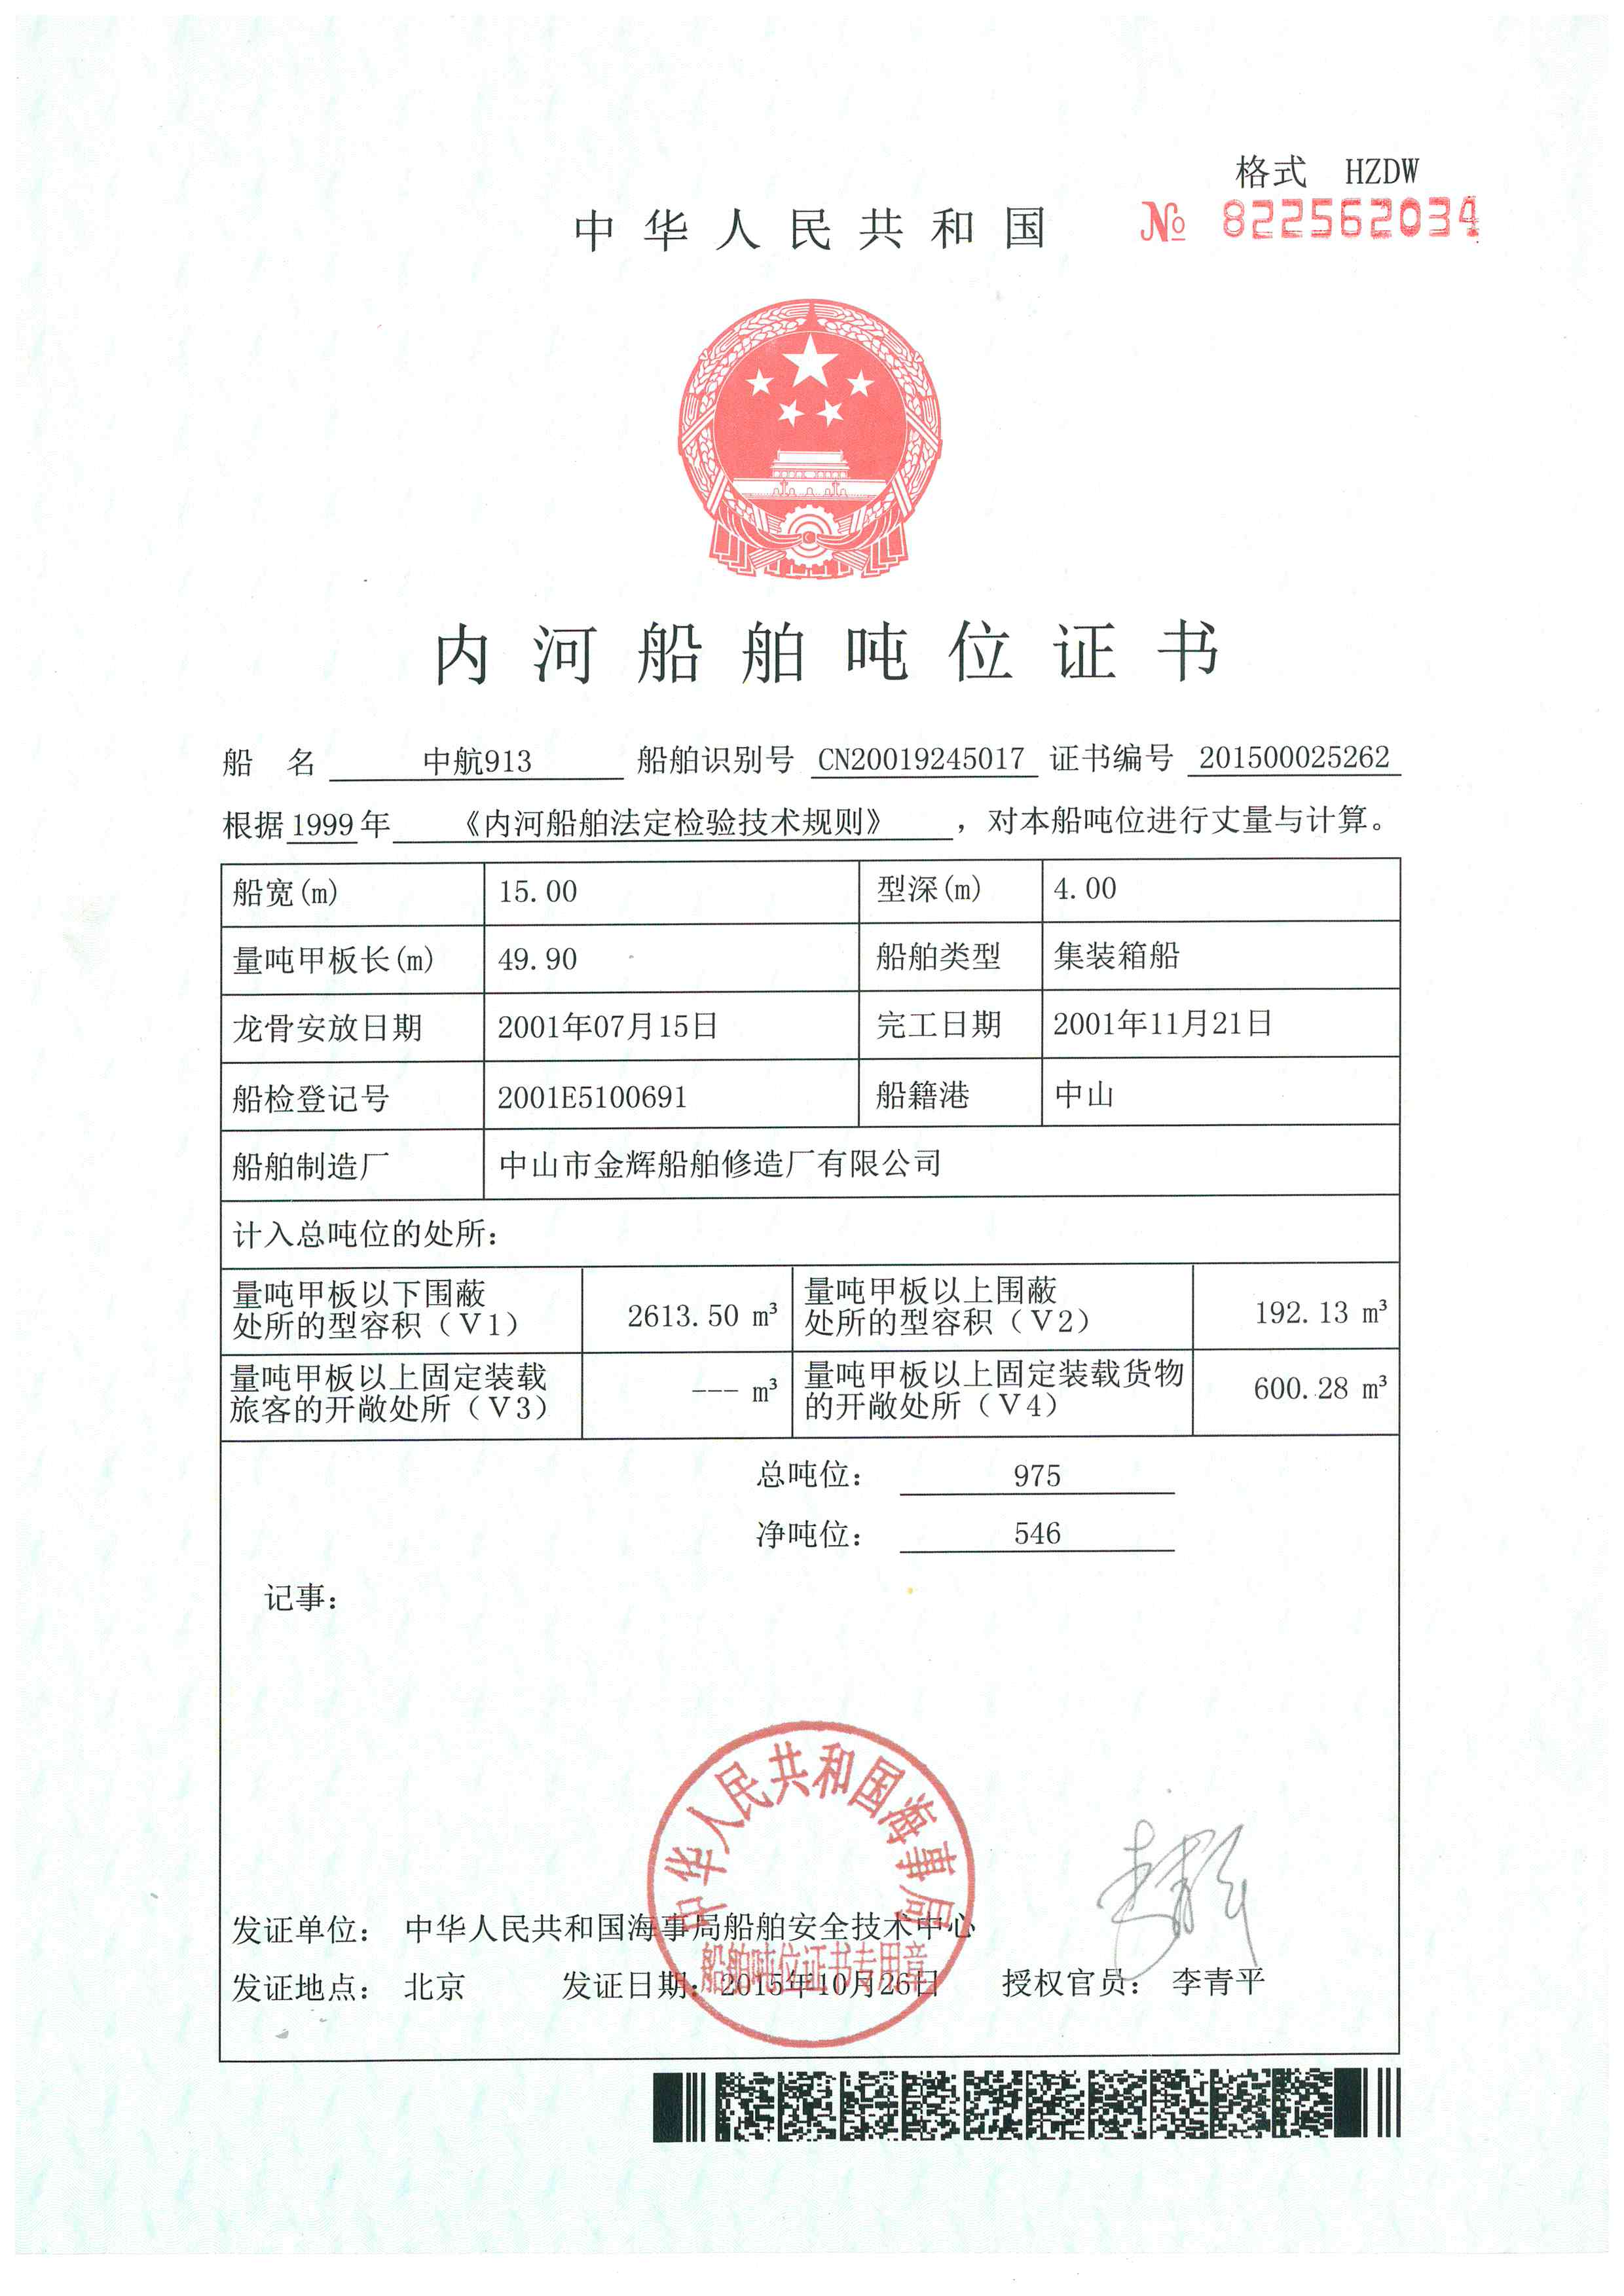 格式 HZDW
中华人民共和国 № 822562034
内河船舶吨位证书
船 名 中航913 船舶识别号 CN20019245017 证书编号 201500025262
根据1999年《内河船舶法定检验技术规则》，对本船吨位进行丈量与计算。
船宽(m) 15.00 型深(m) 4.00
量吨甲板长(m) 49.90 船舶类型 集装箱船
龙骨安放日期 2001年07月15日 完工日期 2001年11月21日
船检登记号 2001E5100691 船籍港 中山
船舶制造厂 中山市金辉船舶修造厂有限公司
计入总吨位的处所：
量吨甲板以下围蔽
处所的型容积（V1） 2613.50 m³
量吨甲板以上围蔽
处所的型容积（V2） 192.13 m³
量吨甲板以上固定装载
旅客的开敞处所（V3） --- m³
量吨甲板以上固定装载货物
的开敞处所（V4） 600.28 m³
总吨位： 975
净吨位： 546
记事：
中华人民共和国海事局
船舶吨位证书专用章
发证单位： 中华人民共和国海事局船舶安全技术中心
发证地点： 北京 发证日期： 2015年10月26日 授权官员： 李青平